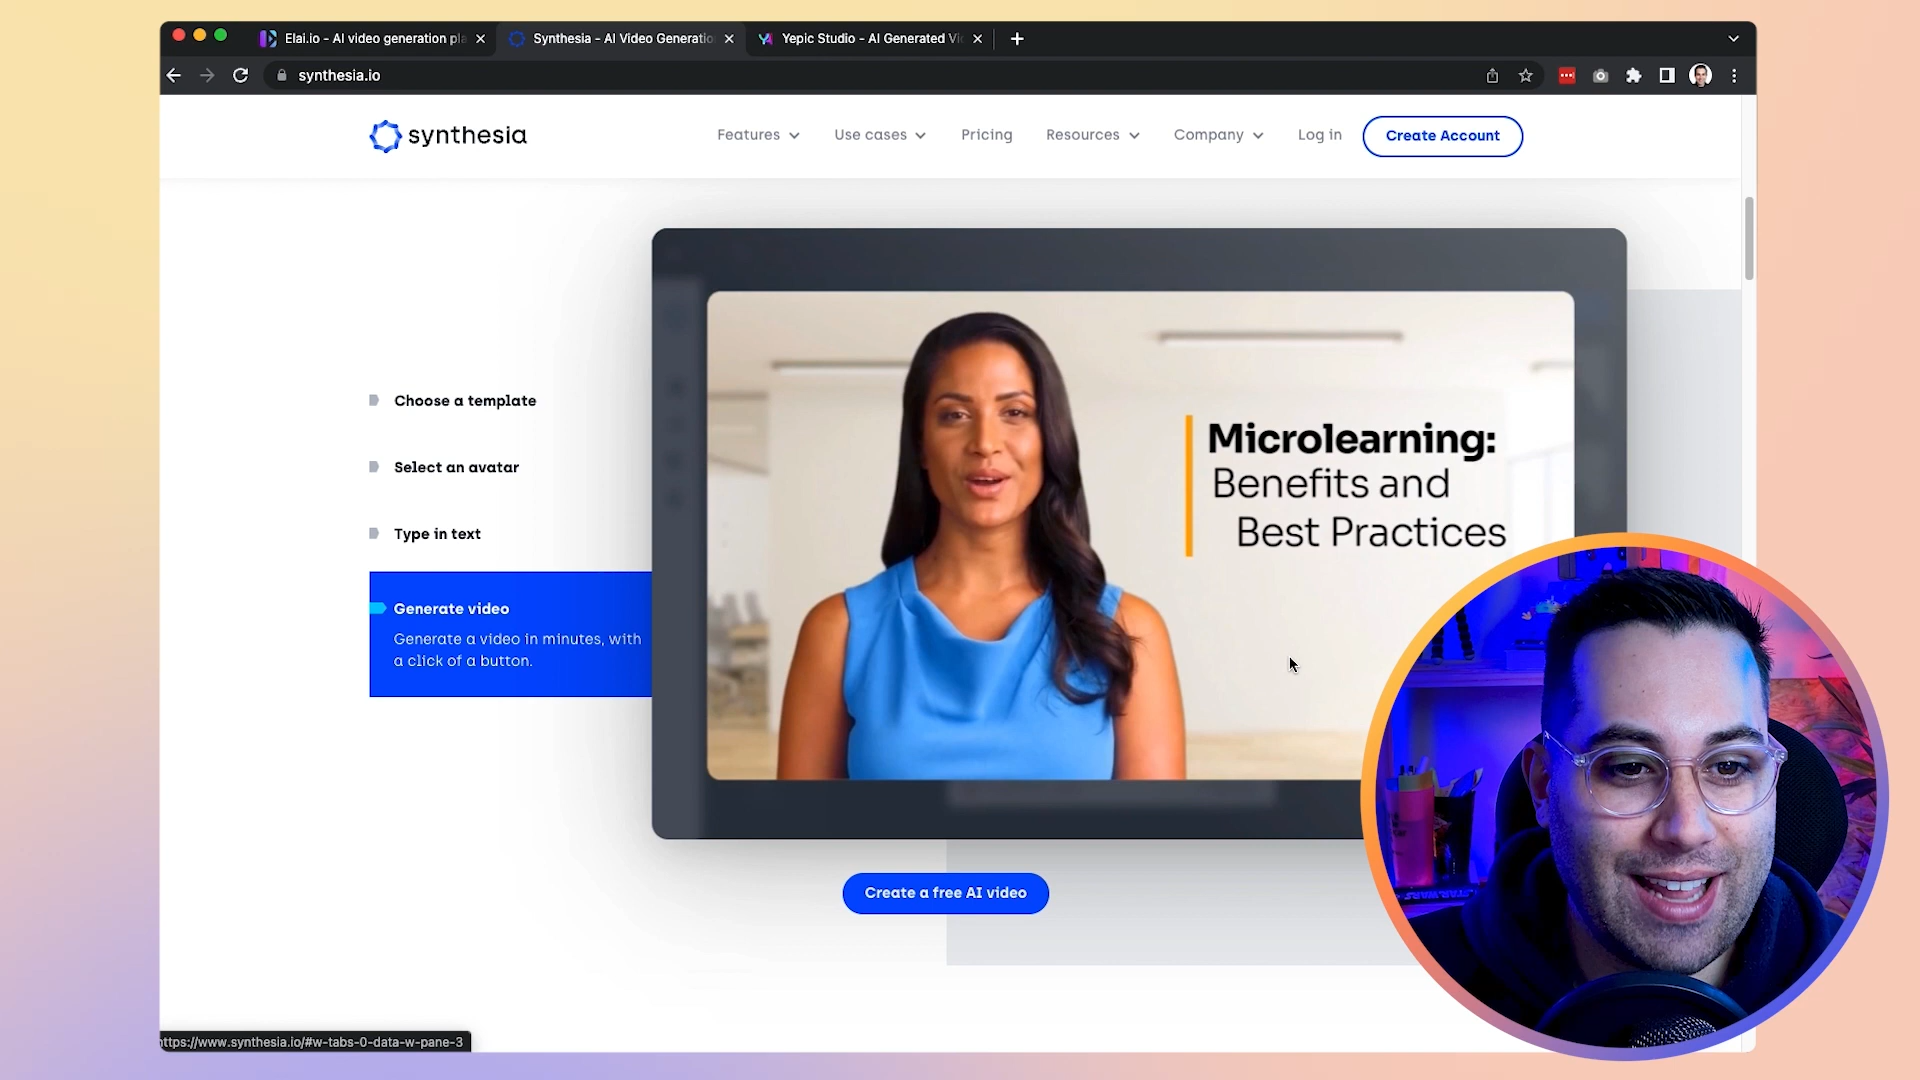 Elai.io - AI video generation pla
Synthesia - AI Video Generatio
Yepic Studio - AI Generated Vi
synthesia.io
synthesia
Features
Use cases
Pricing
Resources
Company
Log in
Create Account
Choose a template
Select an avatar
Type in text
Generate video
Generate a video in minutes, with
a click of a button.
Microlearning:
Benefits and
Best Practices
Create a free AI video
STAR WARS
ttps://www.synthesia.io/#w-tabs-0-data-w-pane-3